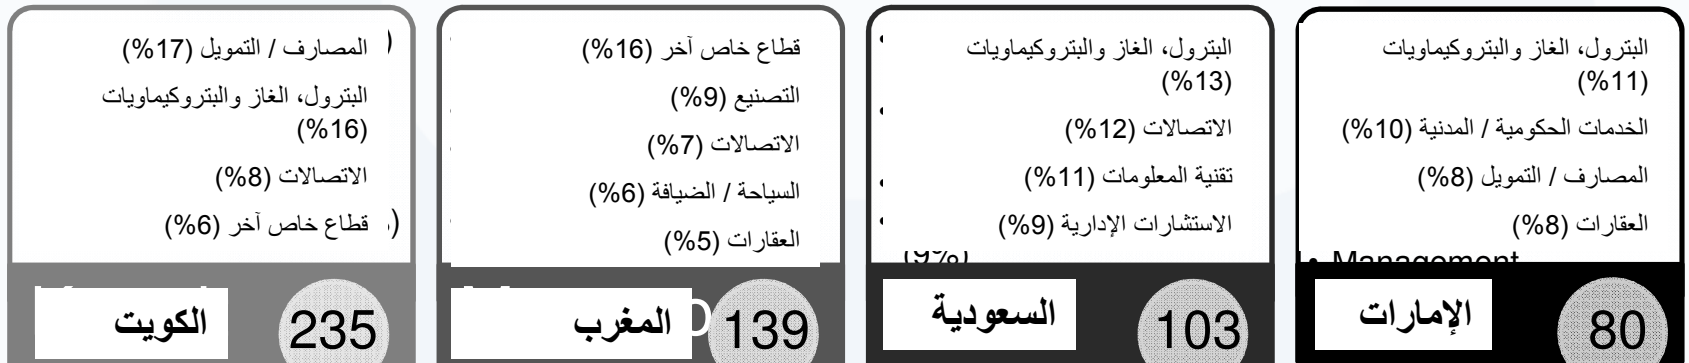 البترول، الغاز والبتروكيماويات
(11%)
الخدمات الحكومية / المدنية (10%)
المصارف / التمويل (8%)
العقارات (8%)
Management
الإمارات
80
البترول، الغاز والبتروكيماويات
(13%)
الاتصالات (12%)
تقنية المعلومات (11%)
الاستشارات الإدارية (9%)
(9%)
السعودية
103
قطاع خاص آخر (16%)
التصنيع (9%)
الاتصالات (7%)
السياحة / الضيافة (6%)
العقارات (5%)
المغرب
139
المصارف / التمويل (17%)
البترول، الغاز والبتروكيماويات
(16%)
الاتصالات (8%)
قطاع خاص آخر (6%)
الكويت
235